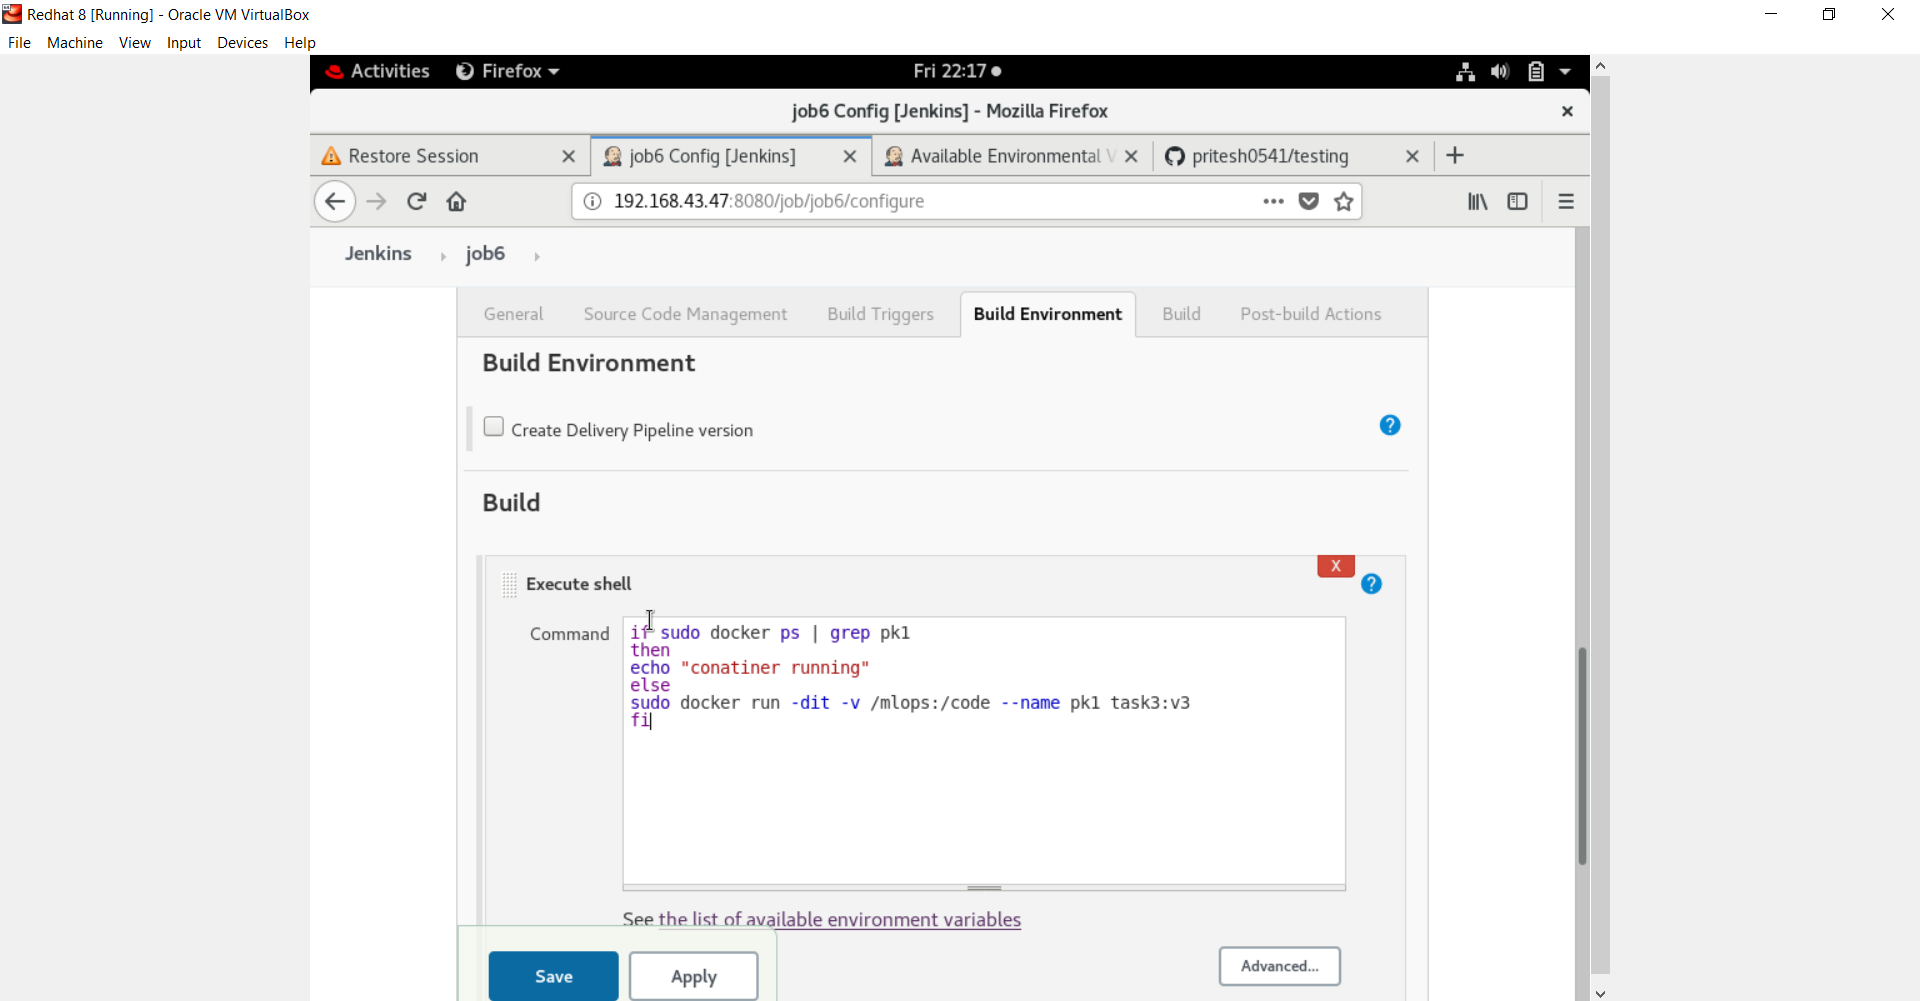 Redhat 8 [Running] - Oracle VM VirtualBox
File Machine View Input Devices Help
Activities Firefox Fri 22:17
job6 Config [Jenkins] - Mozilla Firefox
Restore Session job6 Config [Jenkins] Available Environmental V pritesh0541/testing
192.168.43.47:8080/job/job6/configure
Jenkins job6
General Source Code Management Build Triggers Build Environment Build Post-build Actions
Build Environment
Create Delivery Pipeline version
Build
X
Execute shell
Command
if sudo docker ps | grep pk1
then
echo "conatiner running"
else
sudo docker run -dit -v /mlops:/code --name pk1 task3:v3
fi
See the list of available environment variables
Save Apply Advanced...